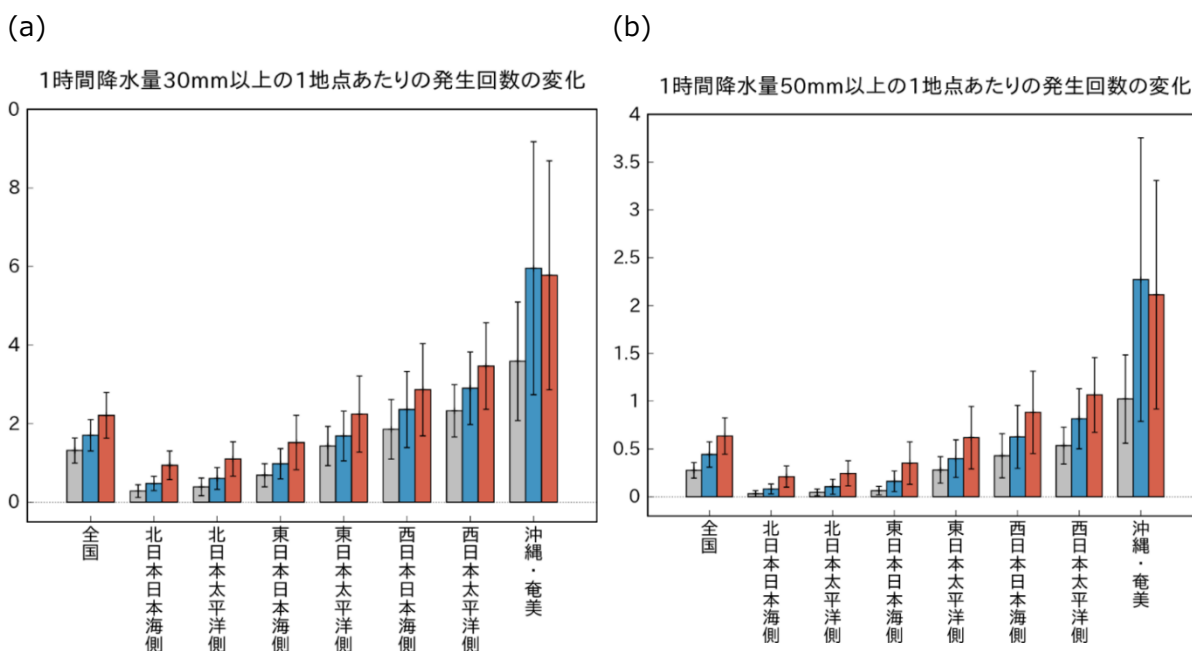 (a)
1時間降水量30mm以上の1地点あたりの発生回数の変化
0
8
6
4
2
0
全国
北日本日本海側
北日本太平洋側
東日本日本海側
東日本太平洋側
西日本日本海側
西日本太平洋側
沖縄・奄美
(b)
1時間降水量50mm以上の1地点あたりの発生回数の変化
4
3.5
3
2.5
2
1.5
1
0.5
0
全国
北日本日本海側
北日本太平洋側
東日本日本海側
東日本太平洋側
西日本日本海側
西日本太平洋側
沖縄・奄美